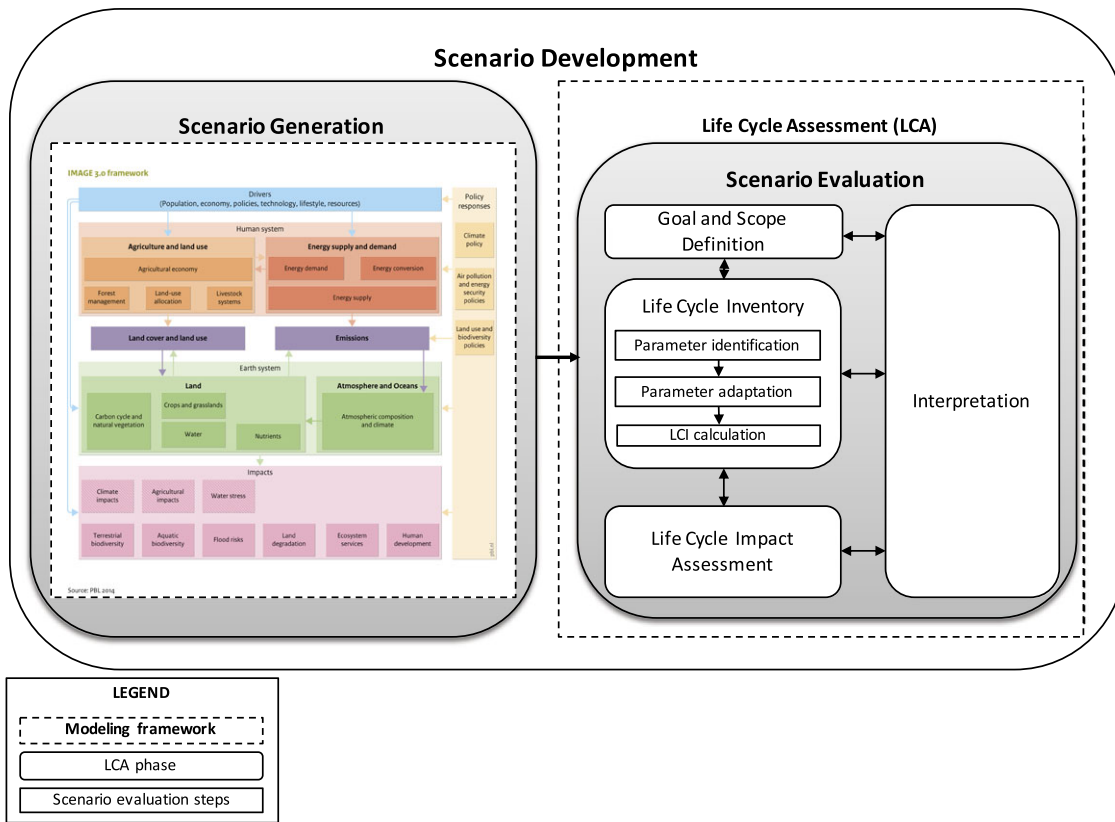 Scenario Development
Scenario Generation
IMAGE 3.0 framework
Drivers
(Population, economy, policies, technology, lifestyle, resources)
Policy
responses
Human system
Agriculture and land use
Agricultural economy
Forest
management
Land-use
allocation
Livestock
systems
Energy supply and demand
Energy demand
Energy conversion
Energy supply
Climate
policy
Air pollution
and energy
security
policies
Land use and
biodiversity
policies
Land cover and land use
Emissions
Earth system
Land
Carbon cycle and
natural vegetation
Crops and grasslands
Water
Nutrients
Atmosphere and Oceans
Atmospheric composition
and climate
Impacts
Climate
impacts
Agricultural
impacts
Water stress
Terrestrial
biodiversity
Aquatic
biodiversity
Flood risks
Land
degradation
Ecosystem
services
Human
development
pbl.nl
Source: PBL 2014
Life Cycle Assessment (LCA)
Scenario Evaluation
Goal and Scope
Definition
Life Cycle Inventory
Parameter identification
Parameter adaptation
LCI calculation
Life Cycle Impact
Assessment
Interpretation
LEGEND
Modeling framework
LCA phase
Scenario evaluation steps